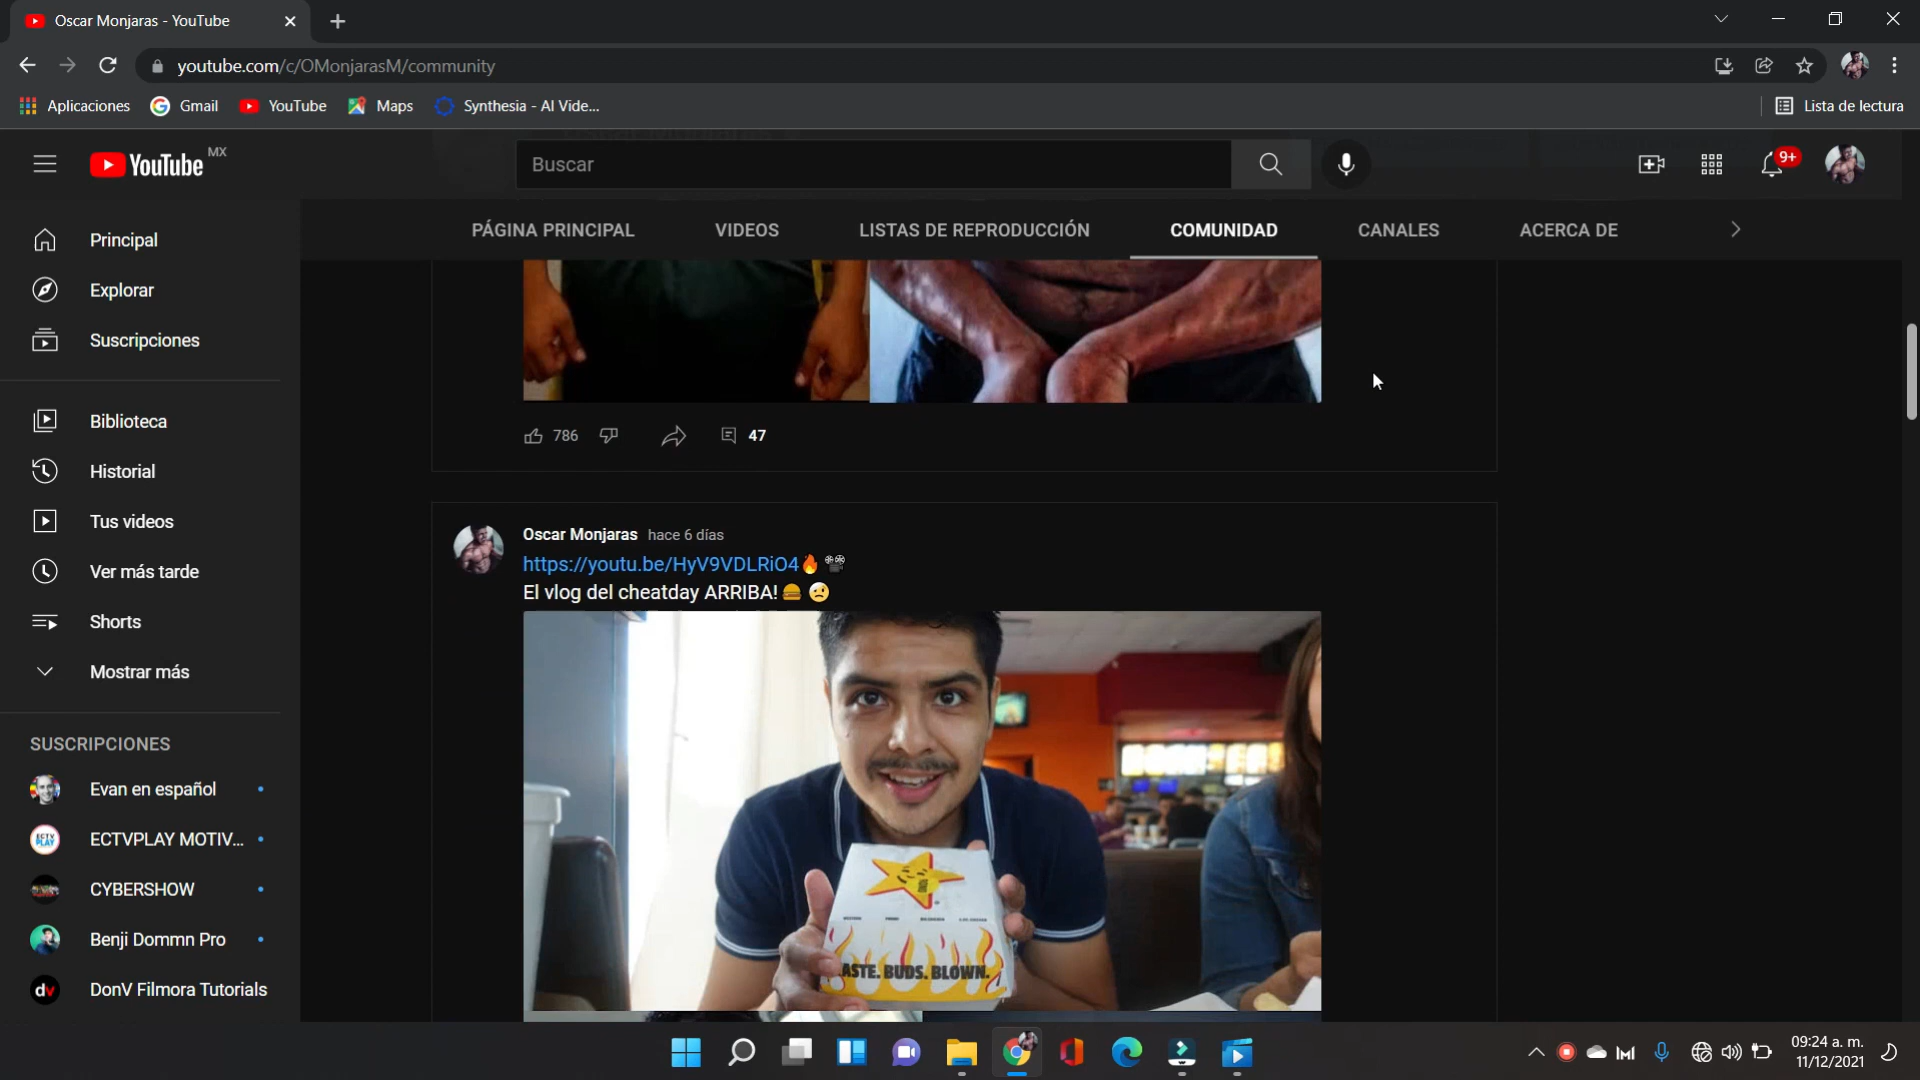 Oscar Monjaras - YouTube
youtube.com/c/OMonjarasM/community
Aplicaciones
Gmail
YouTube
Maps
Synthesia - AI Vide...
Lista de lectura
YouTube MX
Buscar
9+
PÁGINA PRINCIPAL
VIDEOS
LISTAS DE REPRODUCCIÓN
COMUNIDAD
CANALES
ACERCA DE
Principal
Explorar
Suscripciones
Biblioteca
Historial
Tus videos
Ver más tarde
Shorts
Mostrar más
SUSCRIPCIONES
Evan en español
ECTVPLAY MOTIV...
CYBERSHOW
Benji Dommn Pro
DonV Filmora Tutorials
786
47
Oscar Monjaras hace 6 días
https://youtu.be/HyV9VDLRiO4🔥📽
El vlog del cheatday ARRIBA!🍔🤕
ASTE. BUDS. BLOWN.
09:24 a. m.
11/12/2021